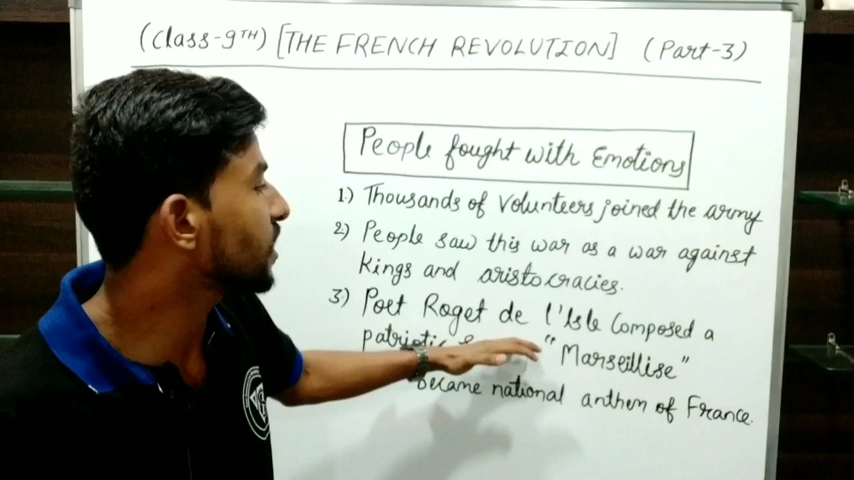 (Class-9TH) [THE FRENCH REVOLUTION] (Part-3)
People fought with Emotions
1) Thousands of Volunteers joined the army
2) People saw this war as a war against
Kings and aristocracies.
3) Poet Roget de l'Isle Composed a
patriotic "Marseillise"
became national anthem of France.